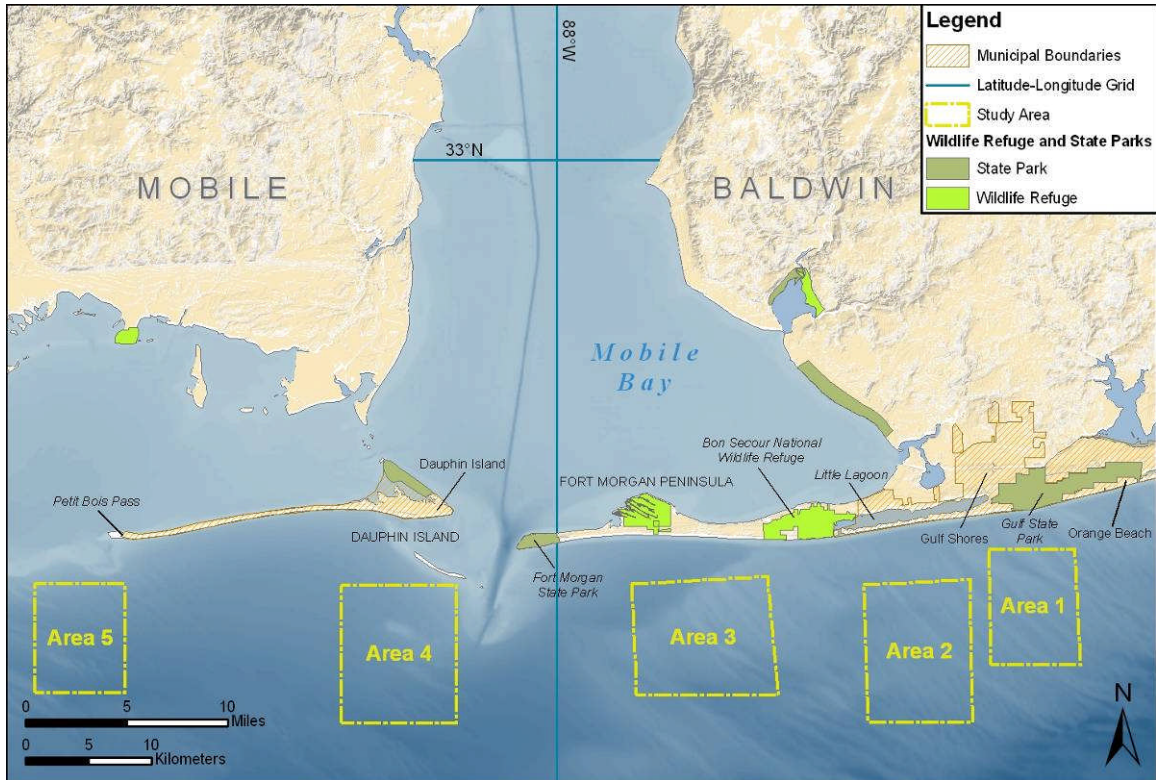 Legend
Municipal Boundaries
Latitude-Longitude Grid
Study Area
Wildlife Refuge and State Parks
State Park
Wildlife Refuge
88°W
33°N
MOBILE
BALDWIN
Mobile
Bay
Bon Secour National
Wildlife Refuge
Little Lagoon
Dauphin Island
FORT MORGAN PENINSULA
Petit Bois Pass
DAUPHIN ISLAND
Gulf Shores
Gulf State
Park
Orange Beach
Fort Morgan
State Park
Area 1
Area 2
Area 3
Area 4
Area 5
0 5 10
Miles
0 5 10
Kilometers
N